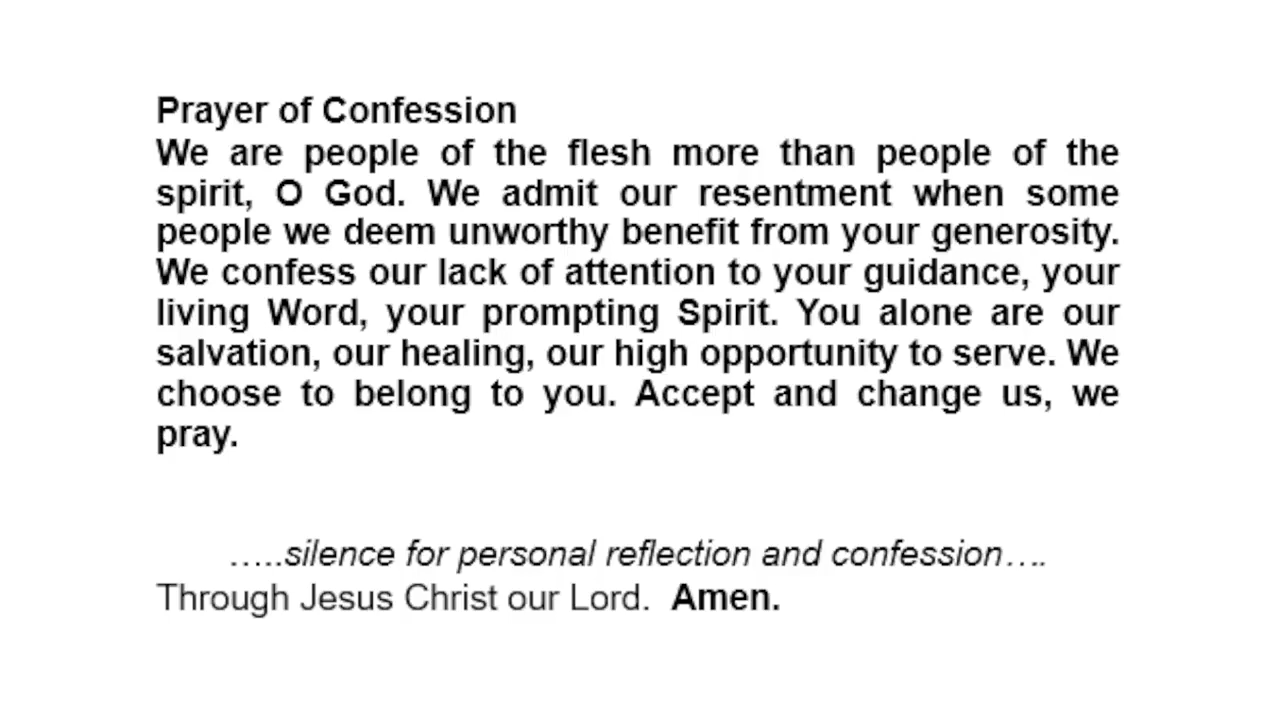 Prayer of Confession
We are people of the flesh more than people of the
spirit, O God. We admit our resentment when some
people we deem unworthy benefit from your generosity.
We confess our lack of attention to your guidance, your
living Word, your prompting Spirit. You alone are our
salvation, our healing, our high opportunity to serve. We
choose to belong to you. Accept and change us, we
pray.
…..silence for personal reflection and confession….
Through Jesus Christ our Lord.  Amen.